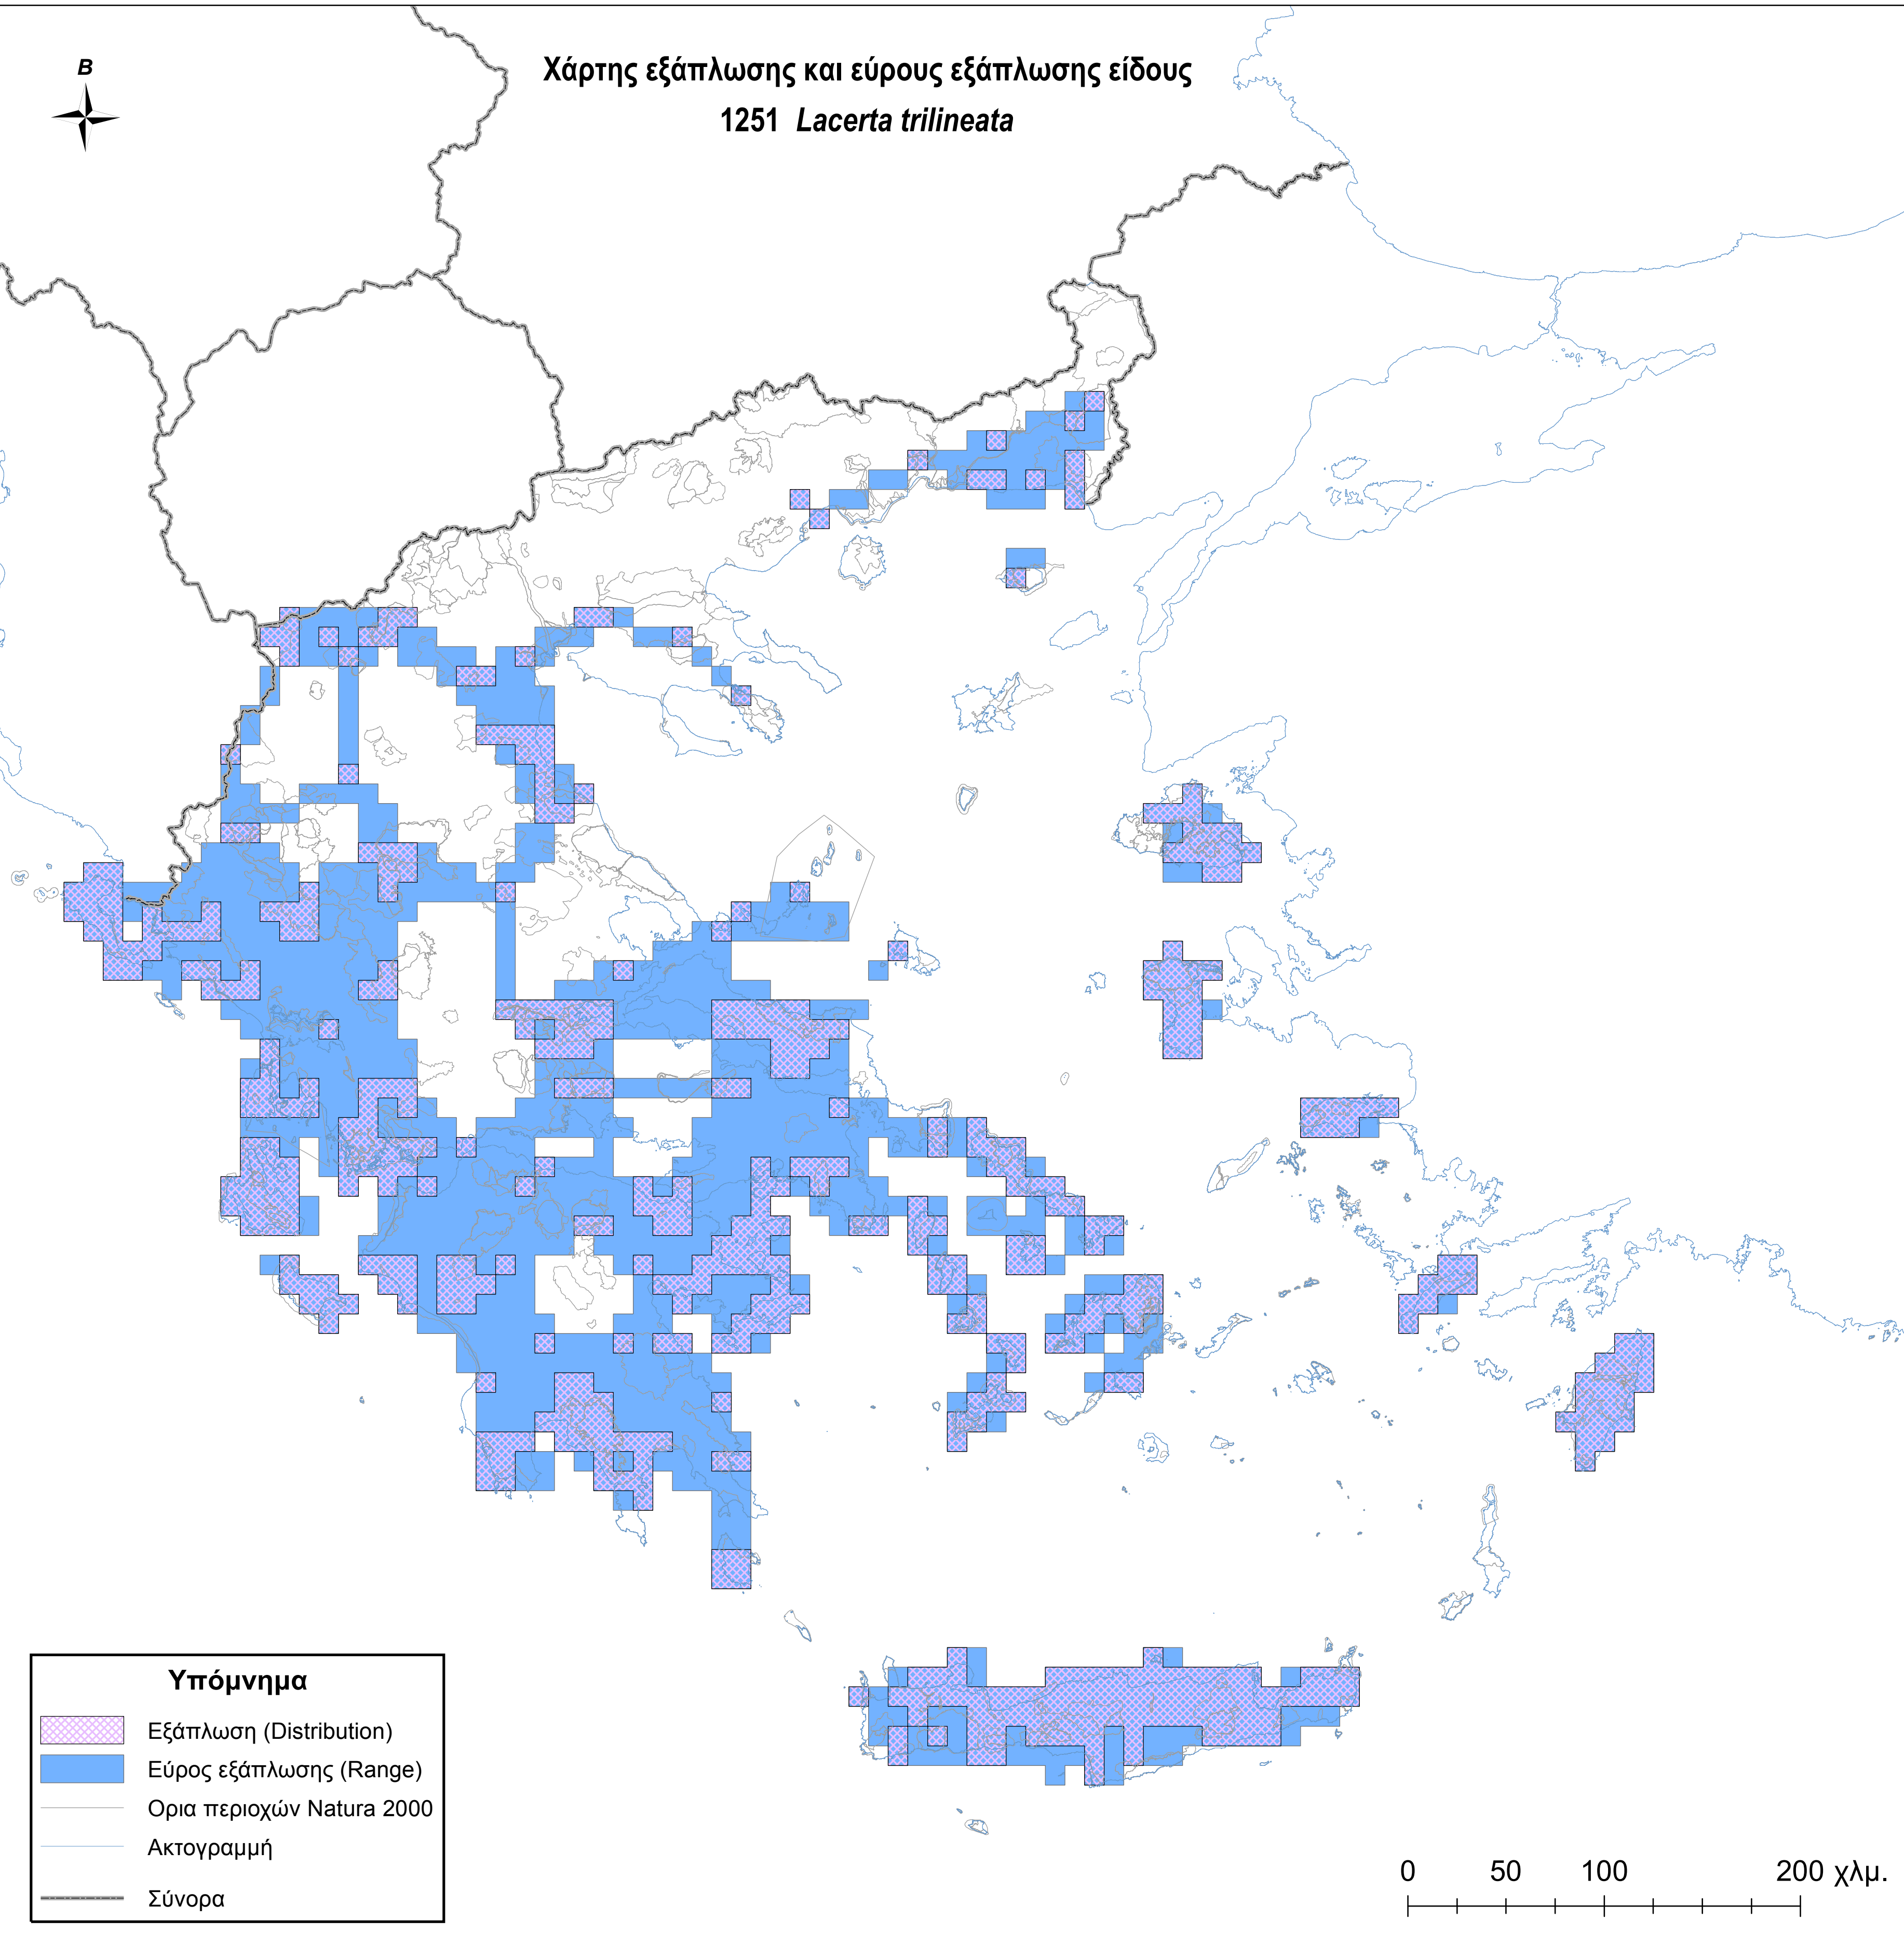 Β
Χάρτης εξάπλωσης και εύρους εξάπλωσης είδους
1251 Lacerta trilineata
Υπόμνημα
Εξάπλωση (Distribution)
Εύρος εξάπλωσης (Range)
Ορια περιοχών Natura 2000
Ακτογραμμή
Σύνορα
0 50 100 200 χλμ.